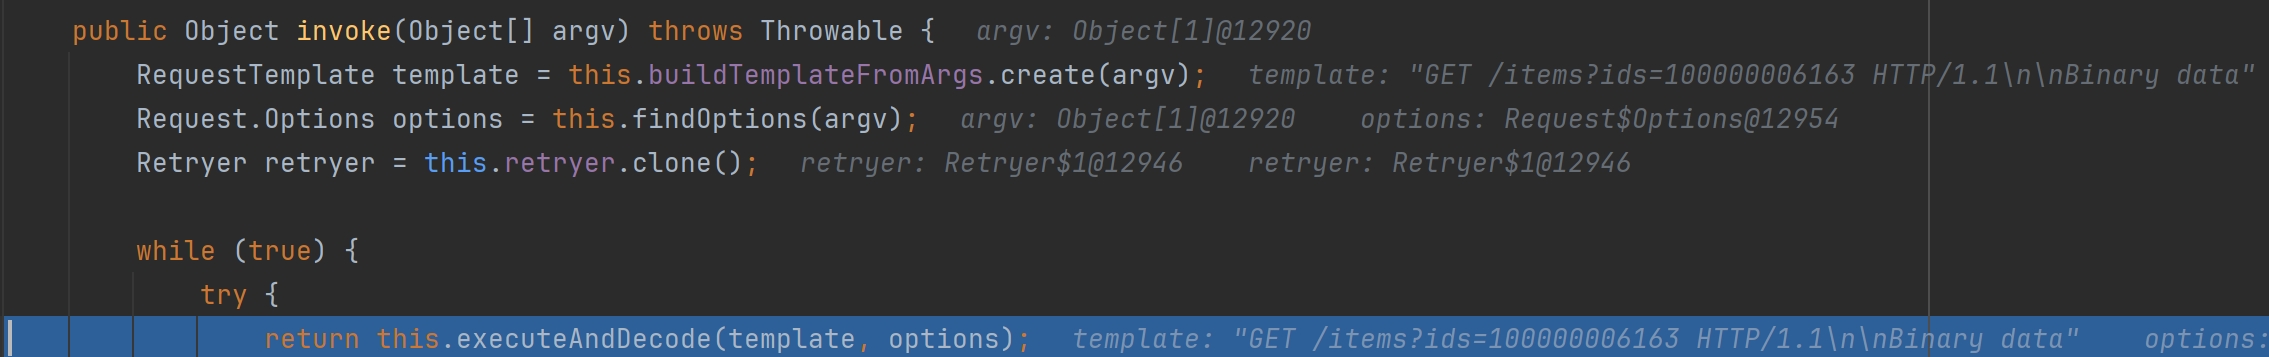 public Object invoke(Object[] argv) throws Throwable {   argv: Object[1]@12920
RequestTemplate template = this.buildTemplateFromArgs.create(argv);   template: "GET /items?ids=100000006163 HTTP/1.1\n\nBinary data"
Request.Options options = this.findOptions(argv);   argv: Object[1]@12920    options: Request$Options@12954
Retryer retryer = this.retryer.clone();   retryer: Retryer$1@12946    retryer: Retryer$1@12946
while (true) {
try {
return this.executeAndDecode(template, options);   template: "GET /items?ids=100000006163 HTTP/1.1\n\nBinary data"    options: